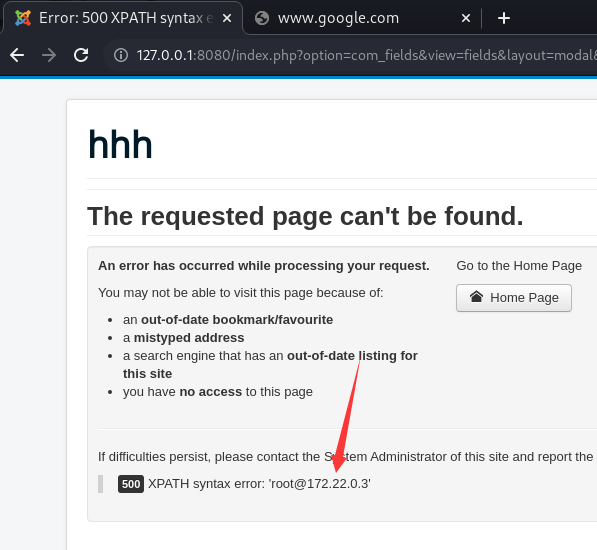 Error: 500 XPATH syntax e
www.google.com
127.0.0.1:8080/index.php?option=com_fields&view=fields&layout=modal&
hhh
The requested page can't be found.
An error has occurred while processing your request.
You may not be able to visit this page because of:
an out-of-date bookmark/favourite
a mistyped address
a search engine that has an out-of-date listing for
this site
you have no access to this page
Go to the Home Page
Home Page
If difficulties persist, please contact the System Administrator of this site and report the
500 XPATH syntax error: 'root@172.22.0.3'